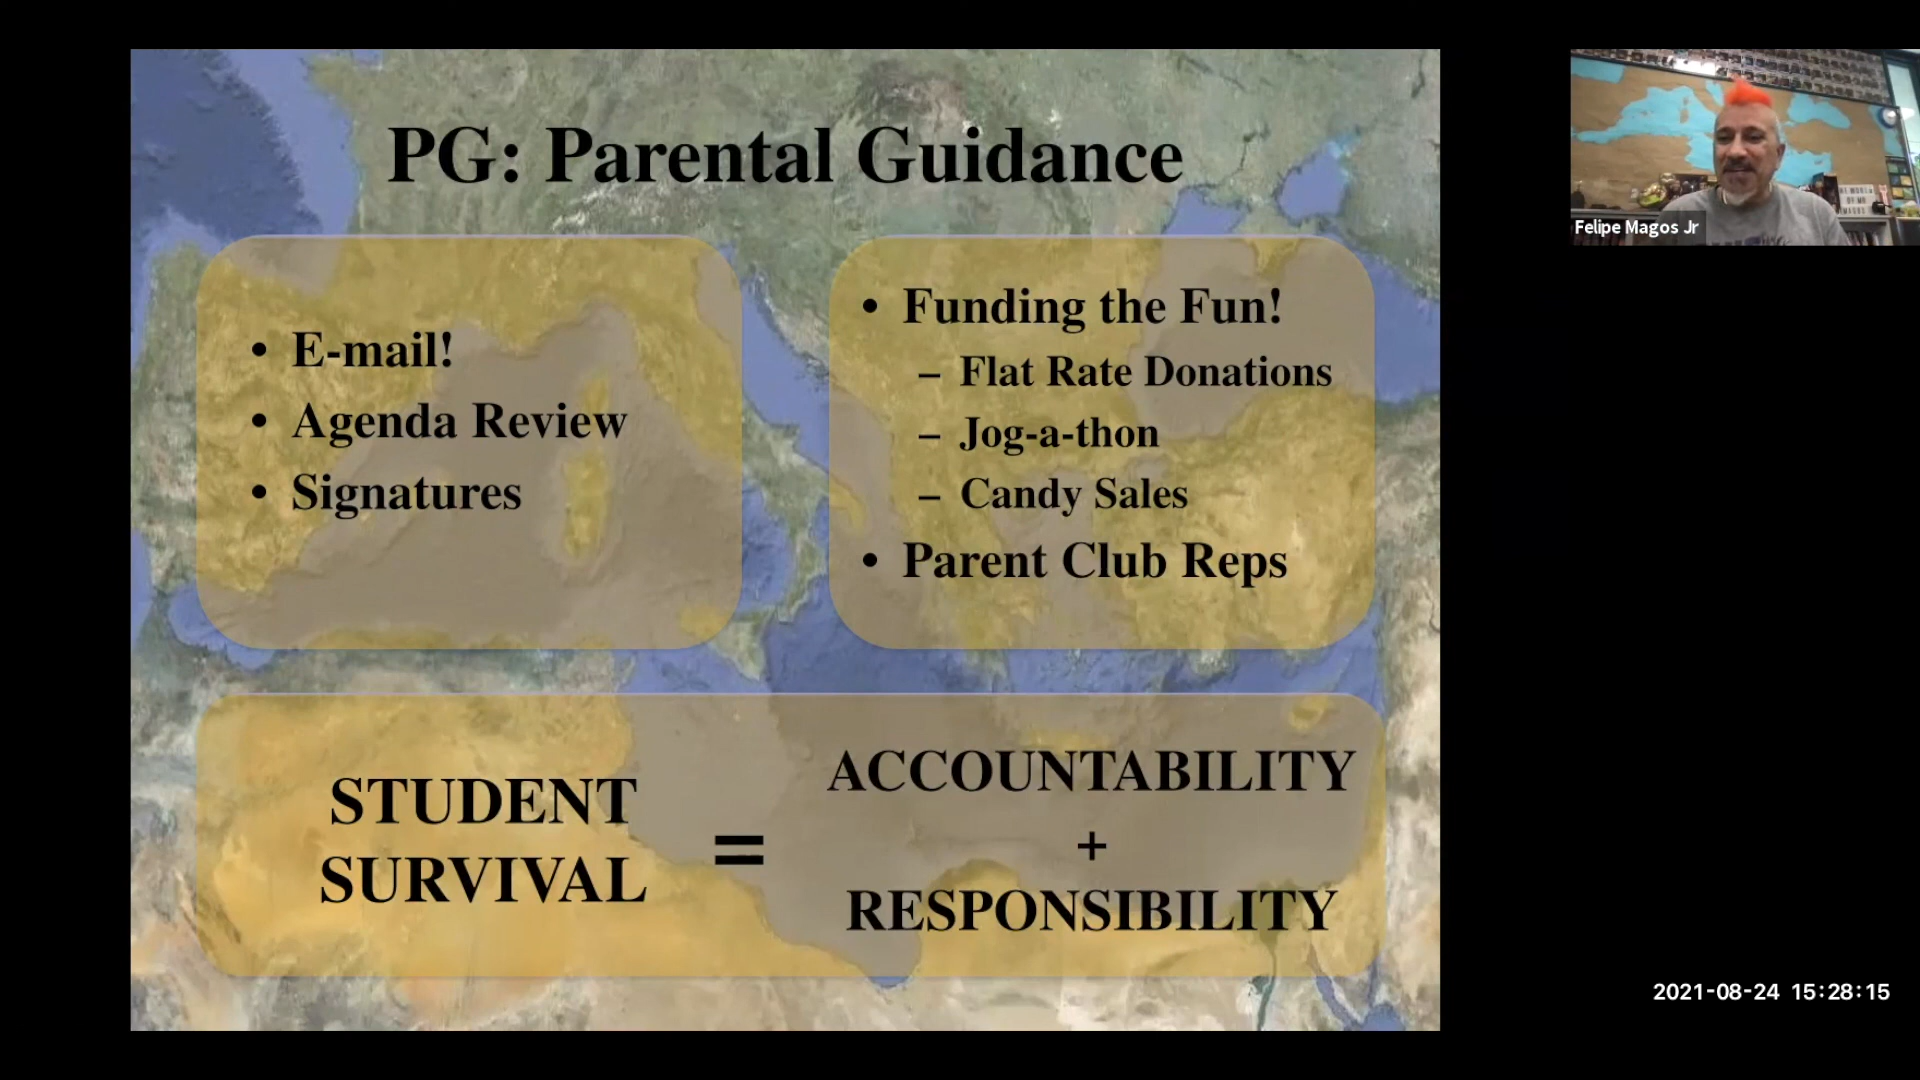 PG: Parental Guidance
• E-mail!
• Agenda Review
• Signatures
• Funding the Fun!
– Flat Rate Donations
– Jog-a-thon
– Candy Sales
• Parent Club Reps
STUDENT
SURVIVAL
=
ACCOUNTABILITY
+
RESPONSIBILITY
Felipe Magos Jr
2021-08-24 15:28:15